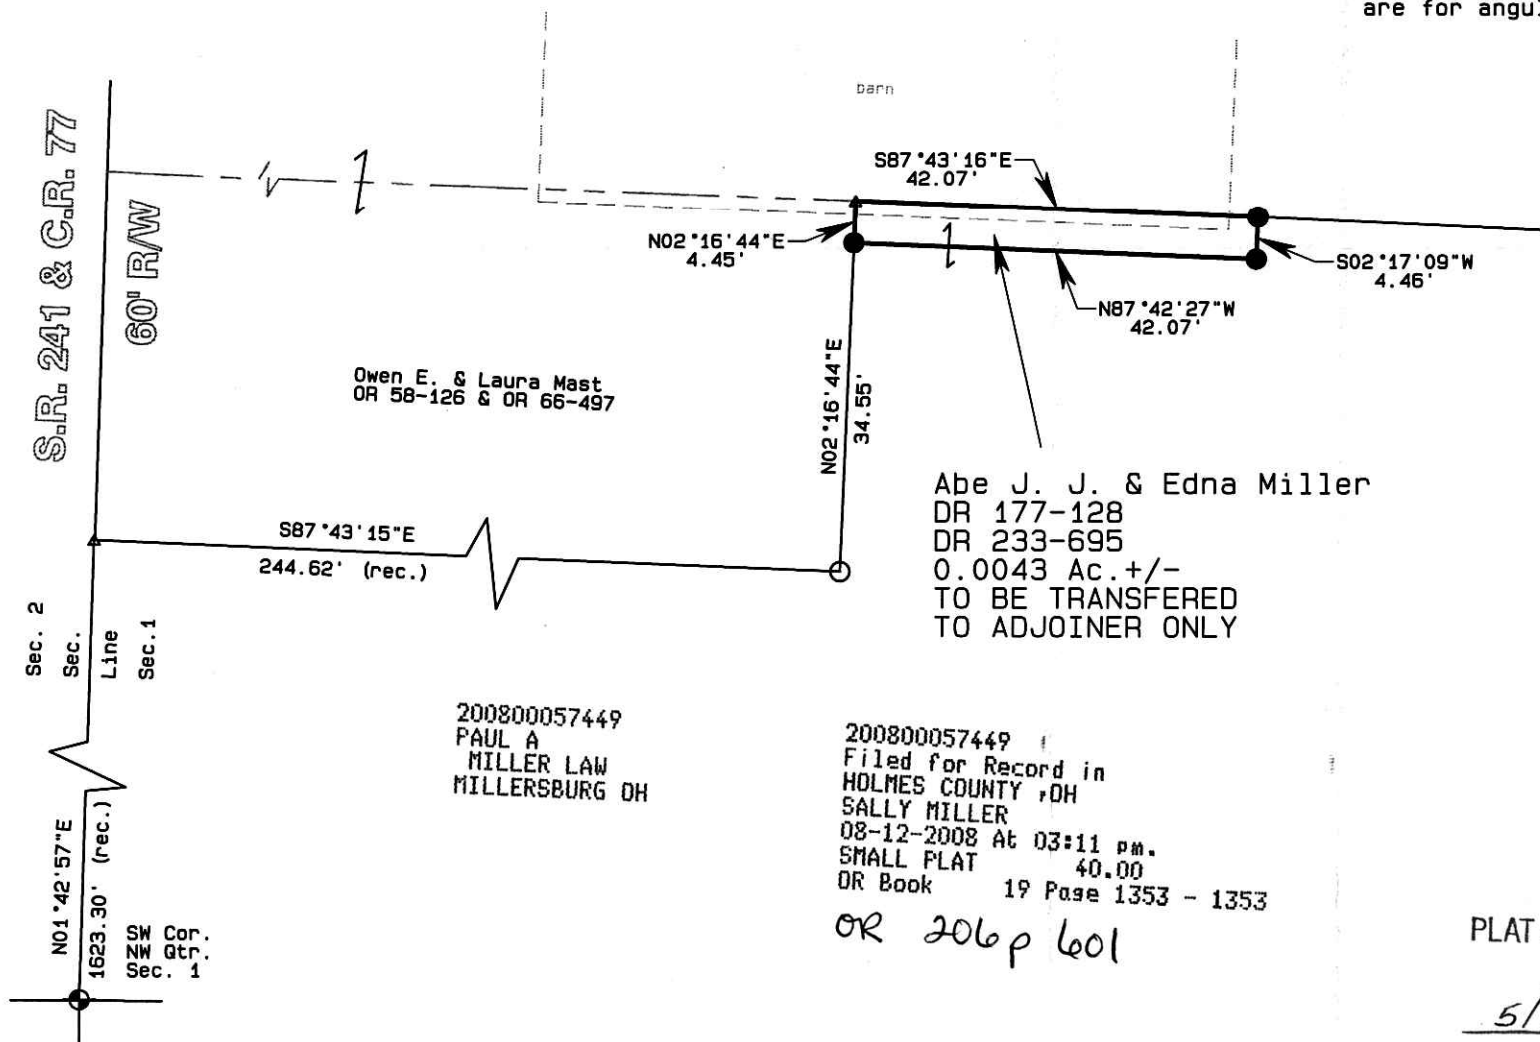 are for angul
barn
S.R. 241 & C.R. 77
60' R/W
S87°43'16"E
42.07'
N02°16'44"E
4.45'
S02°17'09"W
4.46'
N87°42'27"W
42.07'
Owen E. & Laura Mast
OR 58-126 & OR 66-497
N02°16'44"E
34.55'
Abe J. J. & Edna Miller
DR 177-128
DR 233-695
0.0043 Ac.+/-
TO BE TRANSFERED
TO ADJOINER ONLY
S87°43'15"E
244.62' (rec.)
Sec. 2
Sec.
Line
Sec.1
200800057449
PAUL A
MILLER LAW
MILLERSBURG OH
200800057449
Filed for Record in
HOLMES COUNTY ,OH
SALLY MILLER
08-12-2008 At 03:11 pm.
SMALL PLAT 40.00
OR Book 19 Page 1353 - 1353
OR 206 p 601
N01°42'57"E
1623.30' (rec.)
SW Cor.
NW Qtr.
Sec. 1
PLAT
5/